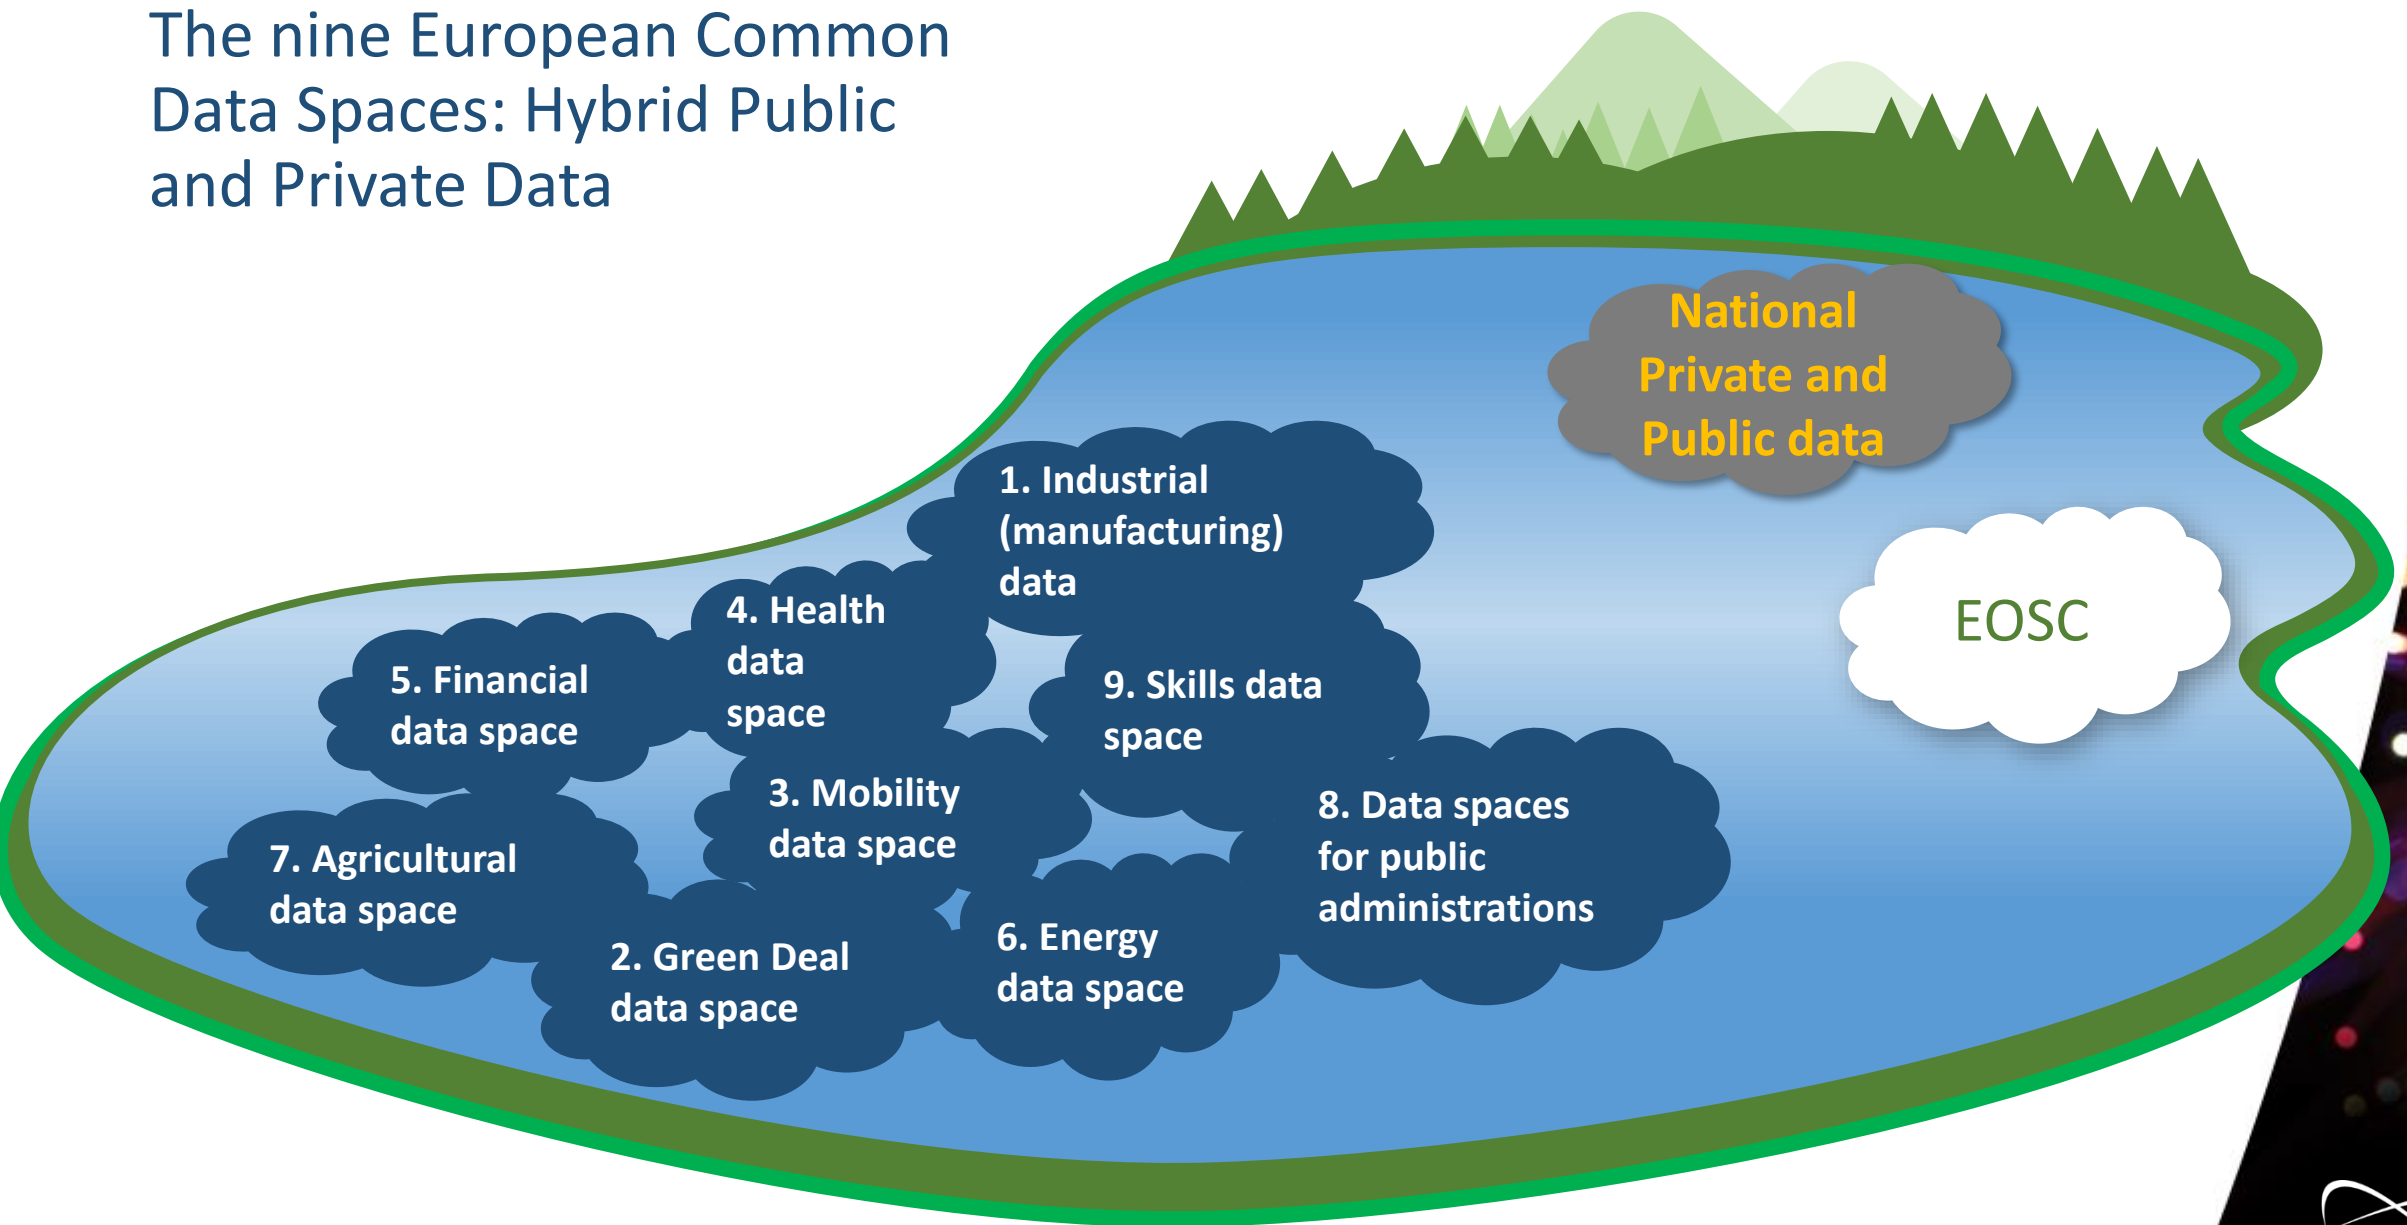 The nine European Common
Data Spaces: Hybrid Public
and Private Data
National
Private and
Public data
1. Industrial
(manufacturing)
data
EOSC
4. Health
data
space
5. Financial
data space
9. Skills data
space
3. Mobility
data space
8. Data spaces
for public
administrations
7. Agricultural
data space
6. Energy
data space
2. Green Deal
data space